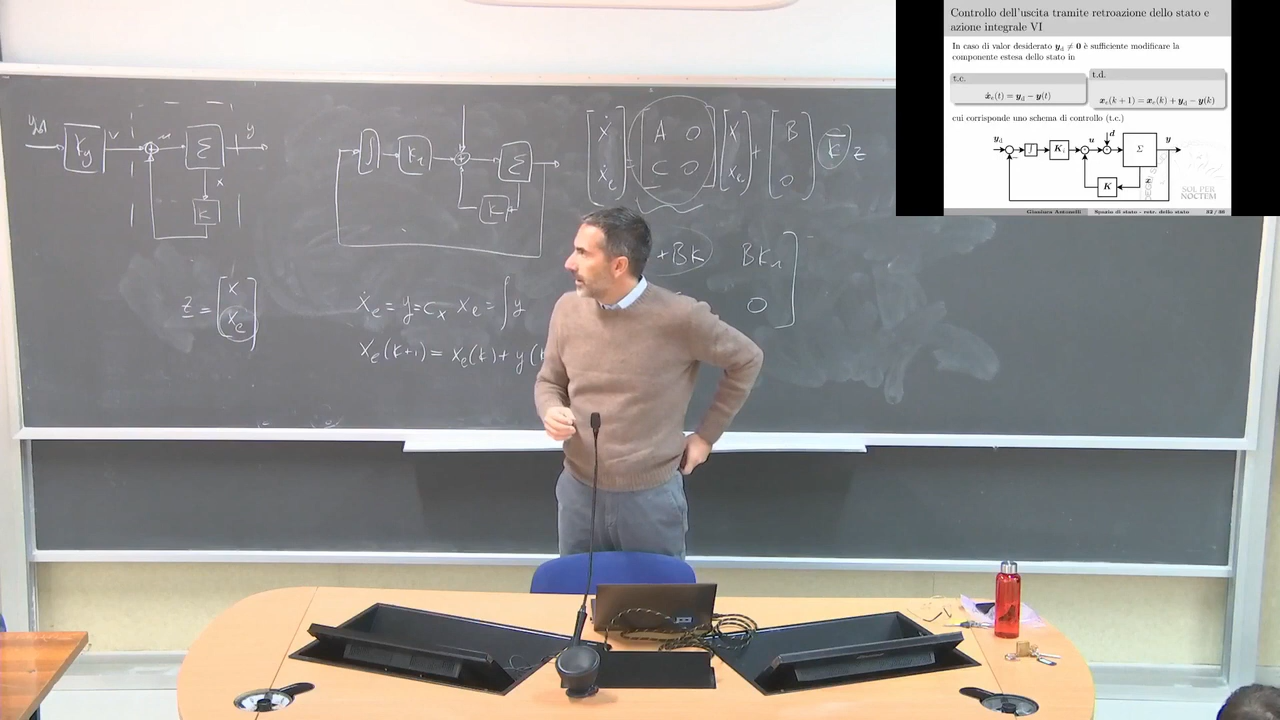 Controllo dell'uscita tramite retroazione dello stato e
azione integrale VI
In caso di valor desiderato y_d ≠ 0 è sufficiente modificare la
componente estesa dello stato in
t.c.
ẋ_e(t) = y_d − y(t)
t.d.
x_e(k+1) = x_e(k) + y_d − y(k)
cui corrisponde uno schema di controllo (t.c.)
y_d ∫ K_i u d Σ y
K x
SOL PER
NOCTEM
Gianluca Antonelli Spazio di stato - retr. dello stato 32 / 38
y_d K_y v u Σ y
x
K
∫ K_1 Σ
K
[ẋ ẋ_e] = [A 0 C 0] [x x_e] + [B 0] K z
+BK BK_1
0
z = [x x_e]
ẋ_e = y = C x x_e = ∫ y
x_e(k+1) = x_e(k) + y(k